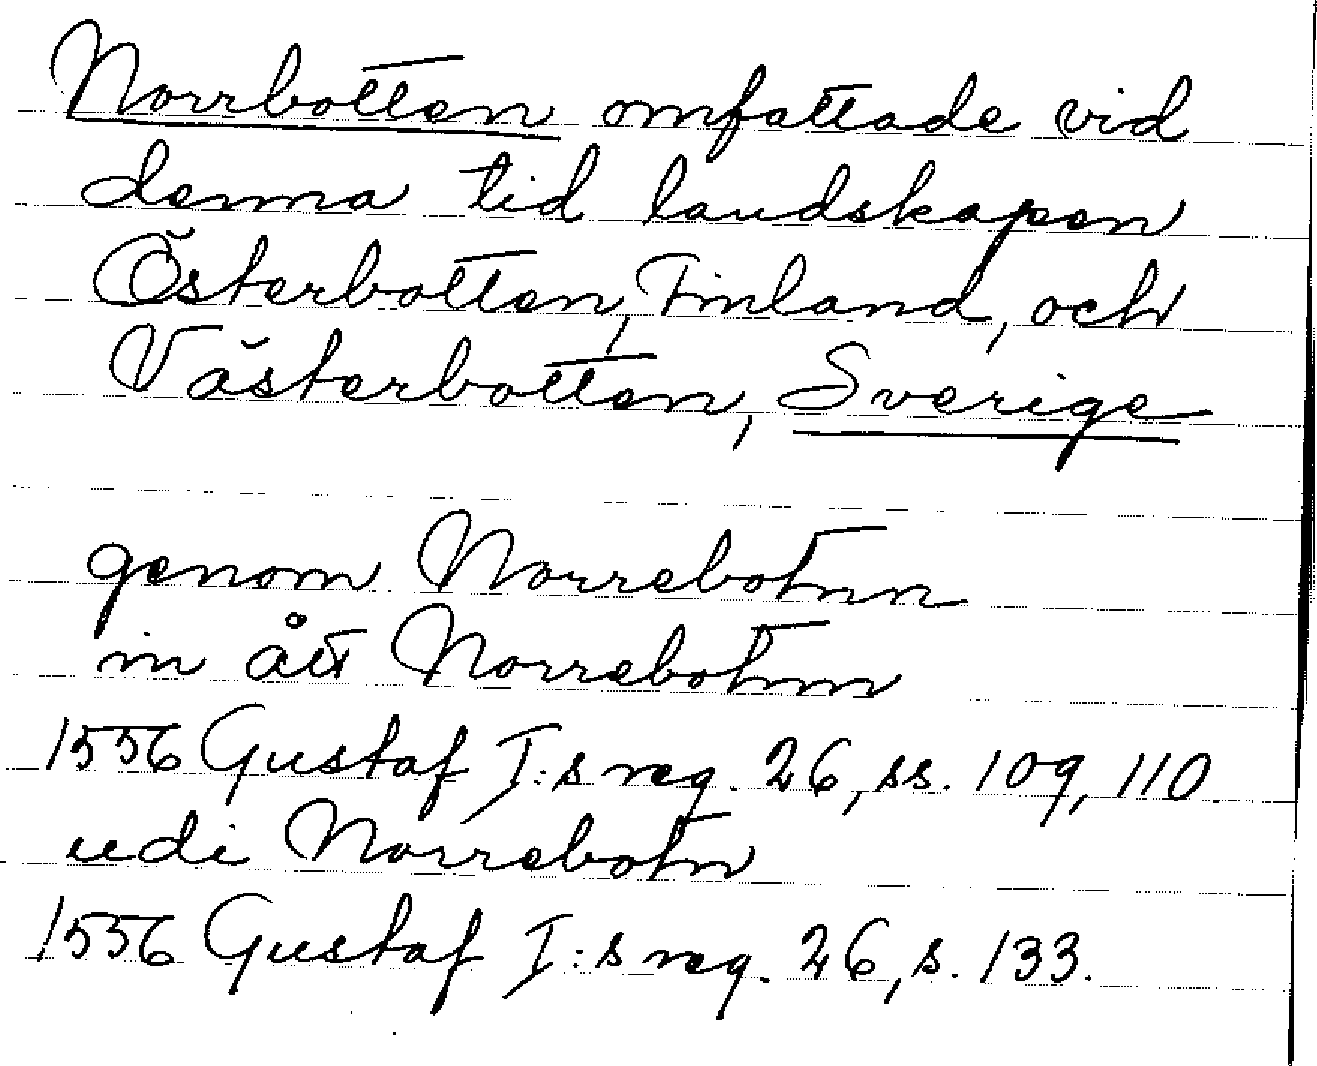 Norrbotten omfattade vid
denna tid landskapen
Österbotten, Finland, och
Västerbotten, Sverige
genom Norrebotnn
in ått Norrebotnn
1556 Gustaf I:s reg. 26, ss. 109, 110
udi Norrebotn
1556 Gustaf I:s reg. 26, s. 133.